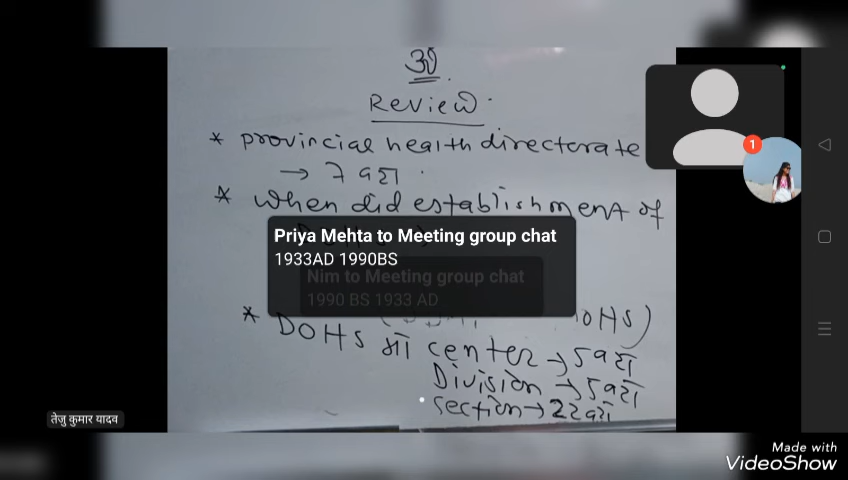 ॐ
Review
* provincial health directorate
→ 7 वटा
* when did establishment of
Priya Mehta to Meeting group chat
1933AD 1990BS
Nim to Meeting group chat
1990 BS 1933 AD
* DOHS मा center → 5 वटा
Division → 5 वटा
section → 22 वटा
1
तेजु कुमार यादव
Made with
VideoShow